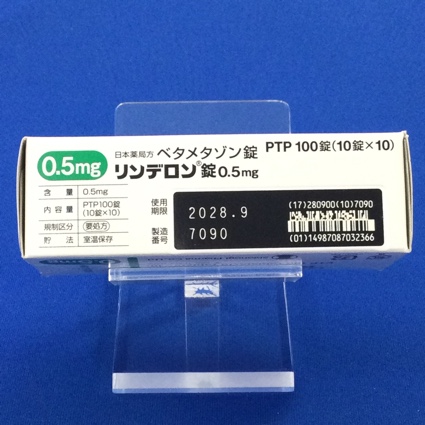 0.5mg
日本薬局方 ベタメタゾン錠 PTP 100錠(10錠×10)
リンデロン®錠0.5mg
含量 0.5mg
内容量 PTP100錠 (10錠×10)
規制区分 要処方
貯法 室温保存
使用期限 2028.9
製造番号 7090
(17)280900(10)7090
(01)14987087032366